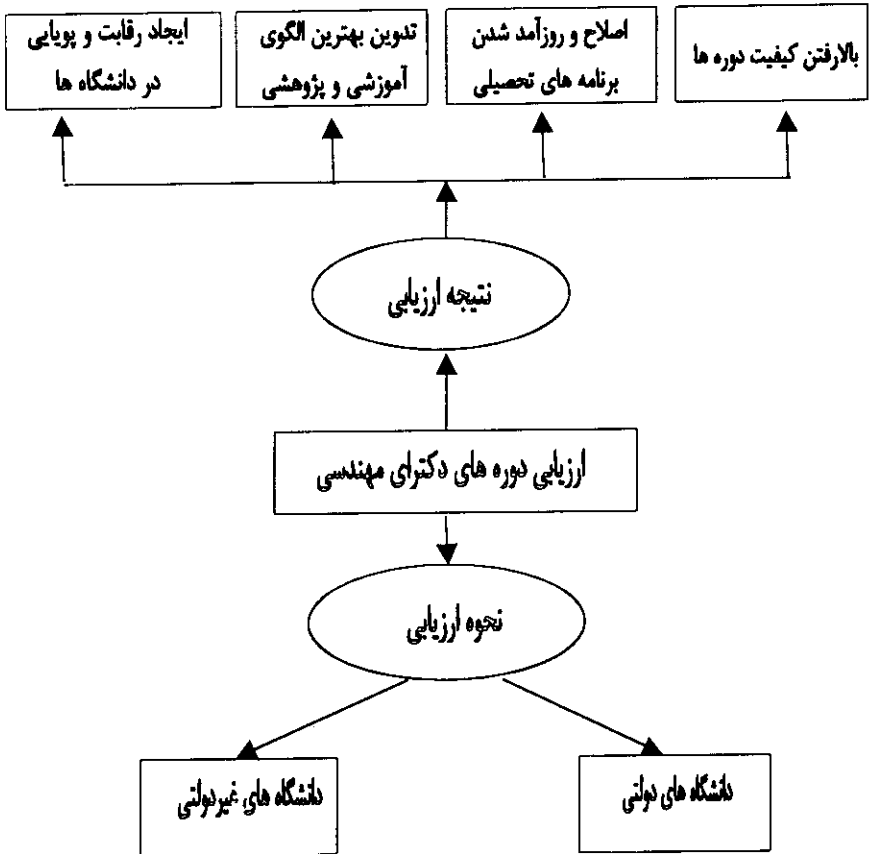 بالارفتن کیفیت دوره ها
اصلاح و روزآمد شدن
برنامه های تحصیلی
تدوین بهترین الگوی
آموزشی و پژوهشی
ایجاد رقابت و پویایی
در دانشگاه ها
نتیجه ارزیابی
ارزیابی دوره های دکترای مهندسی
نحوه ارزیابی
دانشگاه های دولتی
دانشگاه های غیردولتی